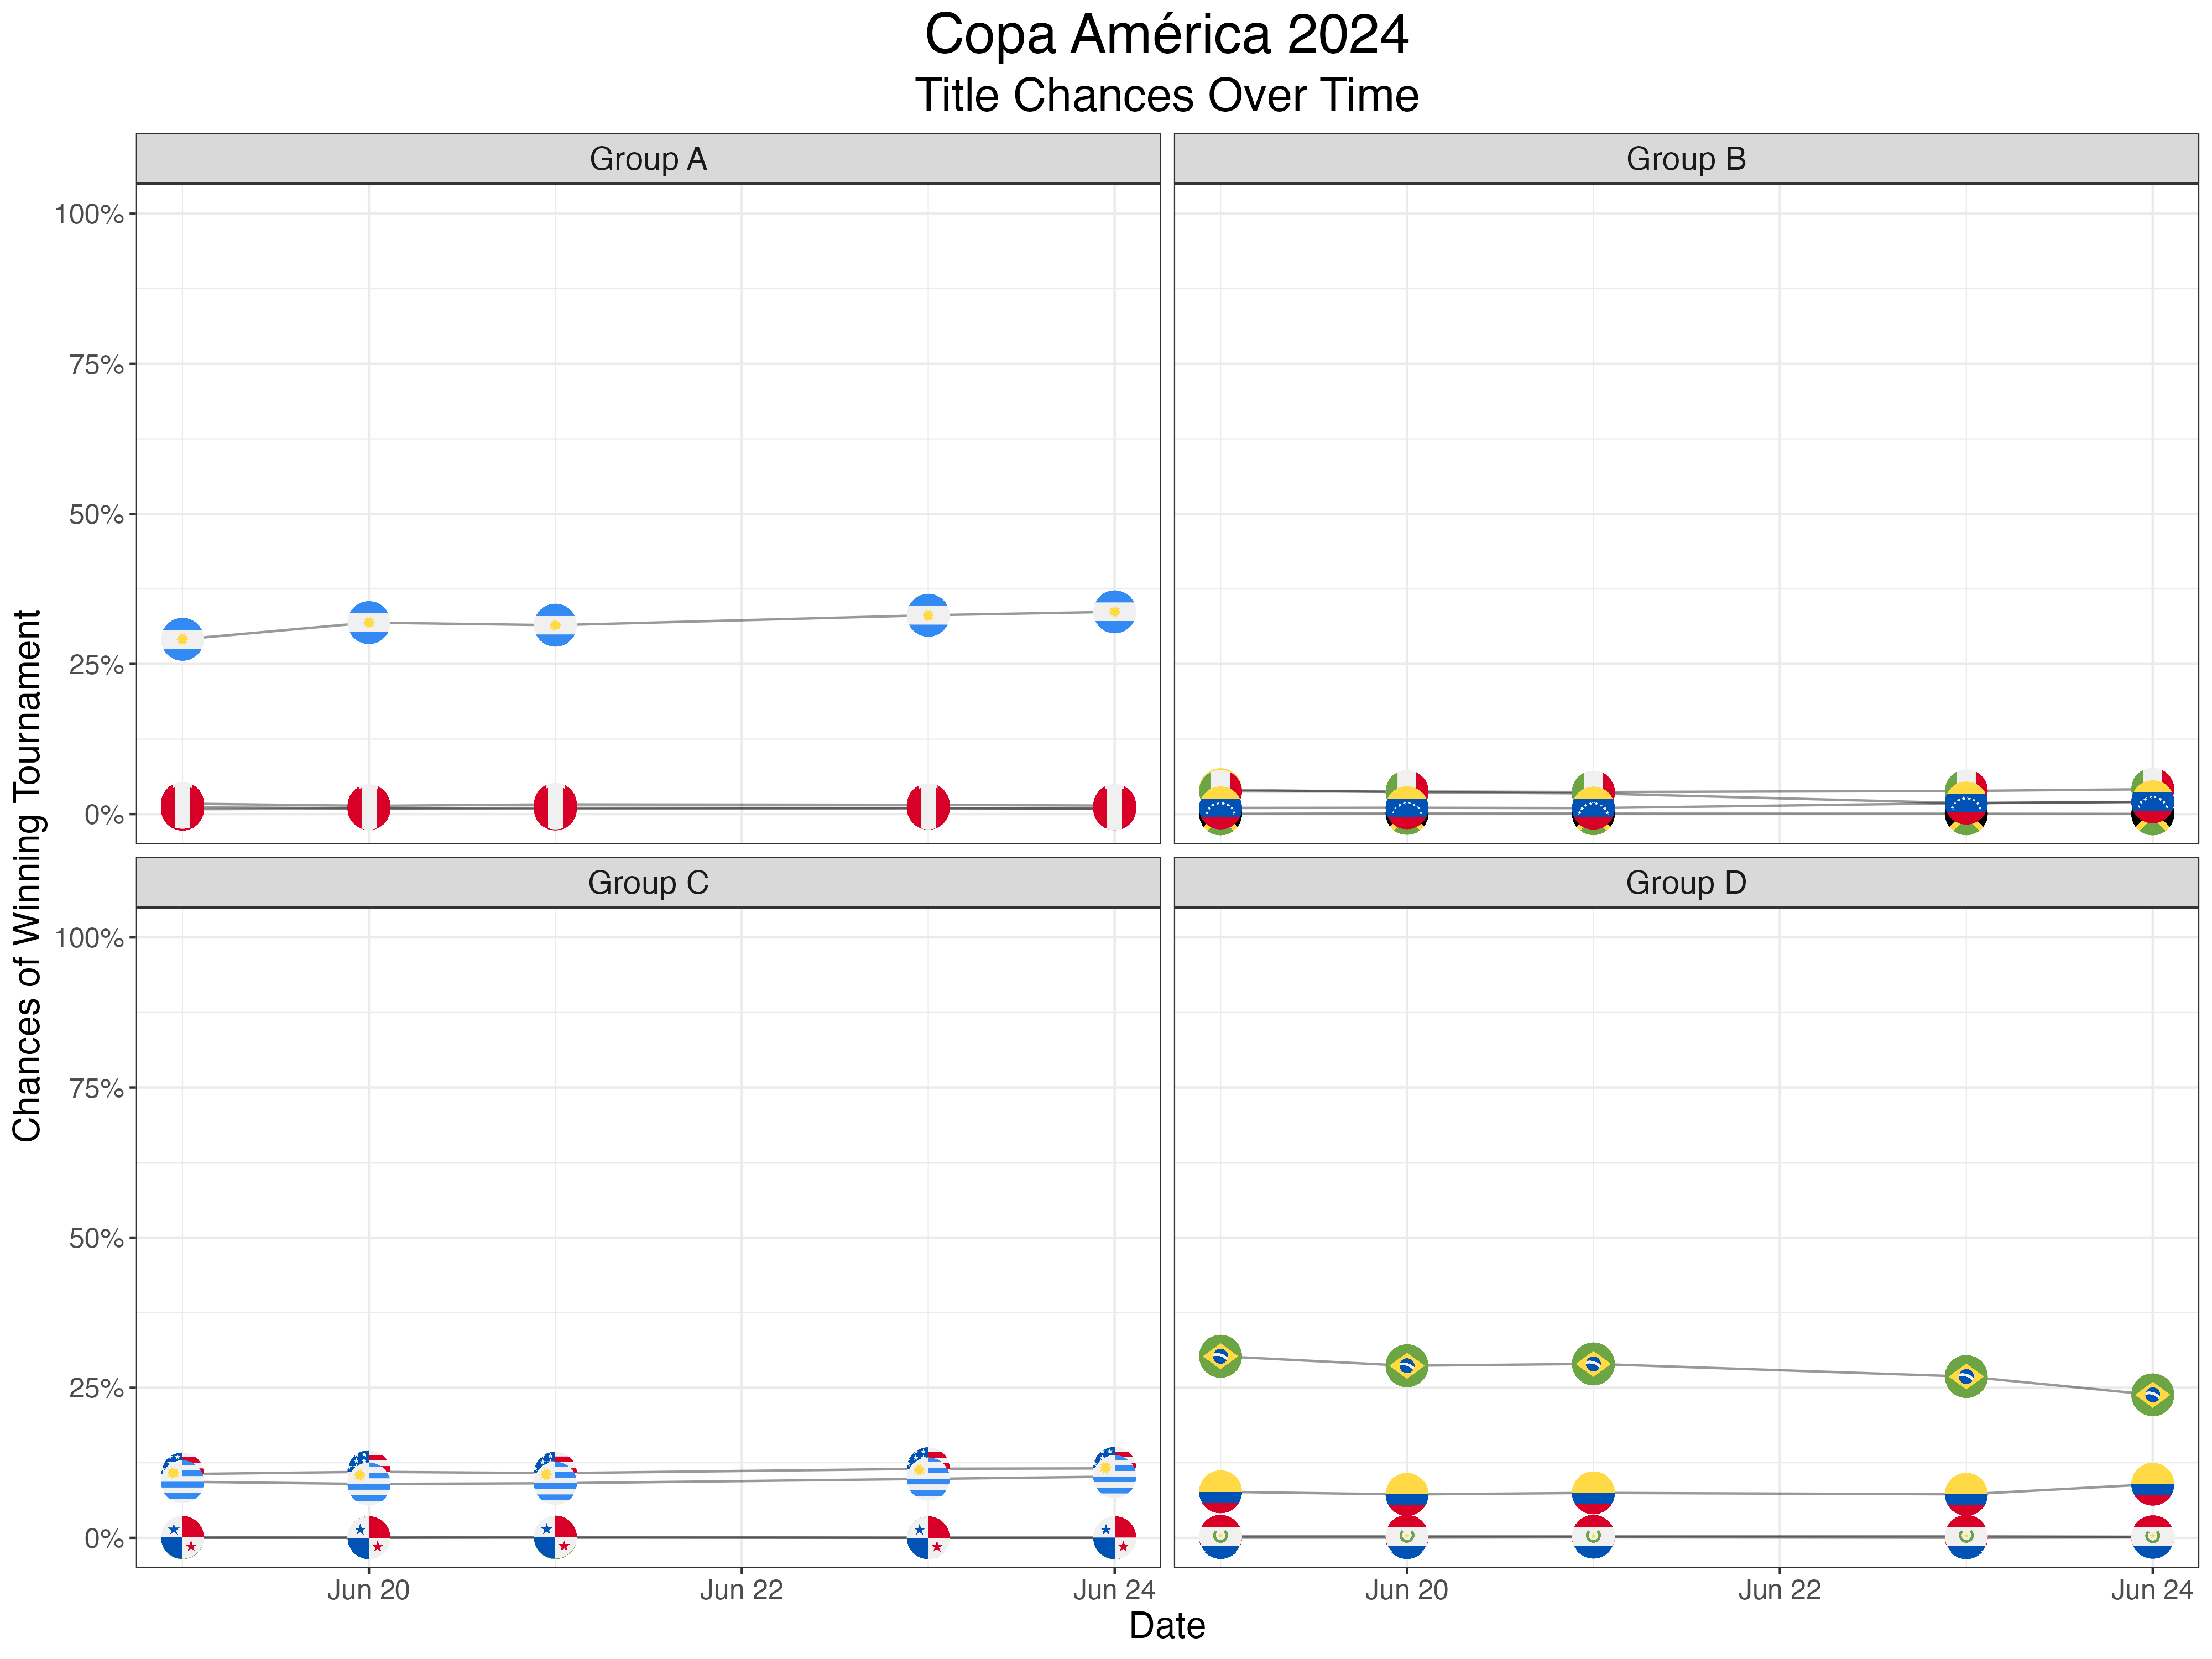 Copa América 2024
Title Chances Over Time
Group A
Group B
100%
75%
50%
25%
0%
Group C
Group D
100%
75%
50%
25%
0%
Jun 20
Jun 22
Jun 24
Jun 20
Jun 22
Jun 24
Date
Chances of Winning Tournament